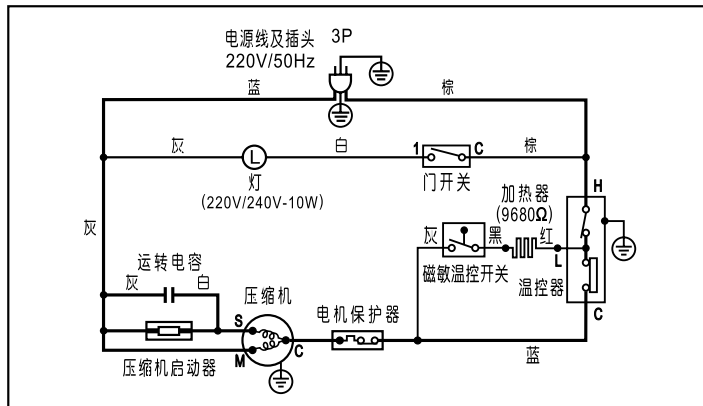 电源线及插头 3P
220V/50Hz
蓝
棕
灰
L
白
1
C
棕
灯
(220V/240V-10W)
门开关
加热器
(9680Ω)
H
灰
灰
黑
红
L
磁敏温控开关
温控器
C
运转电容
灰
白
压缩机
电机保护器
S
M
C
压缩机启动器
蓝